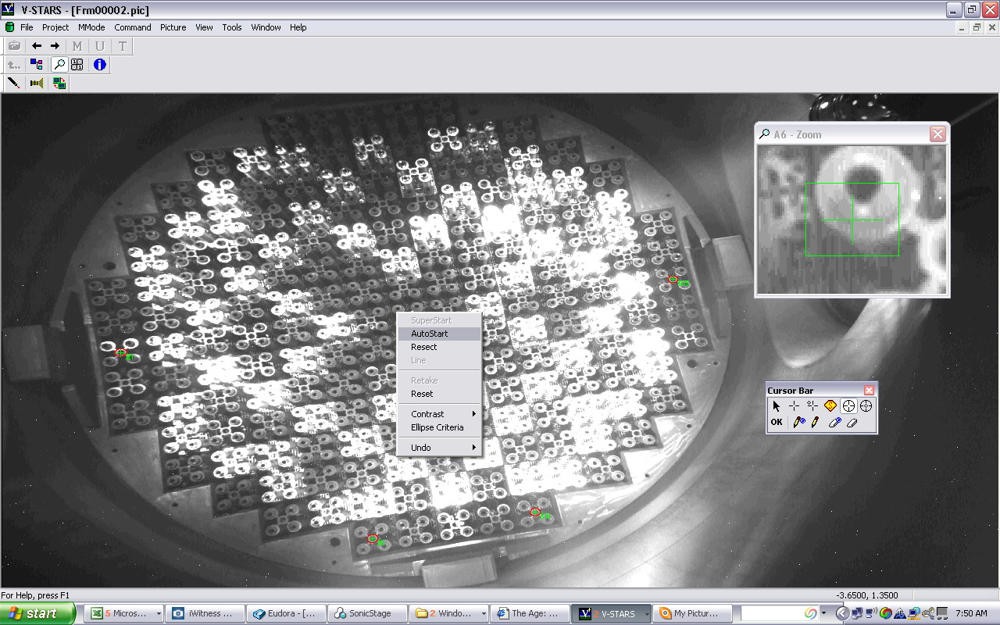 V-STARS - [Frm00002.pic]
File Project MMode Command Picture View Tools Window Help
M U T
A6 - Zoom
SuperStart
AutoStart
Resect
Line
Retake
Reset
Contrast
Ellipse Criteria
Undo
Cursor Bar
S
OK
For Help, press F1
-3.6500, 1.3500
start
5 Micros...
iWitness ...
Eudora - [...
SonicStage
2 Windo...
The Age: ...
2 V-STARS
My Pictur...
7:50 AM